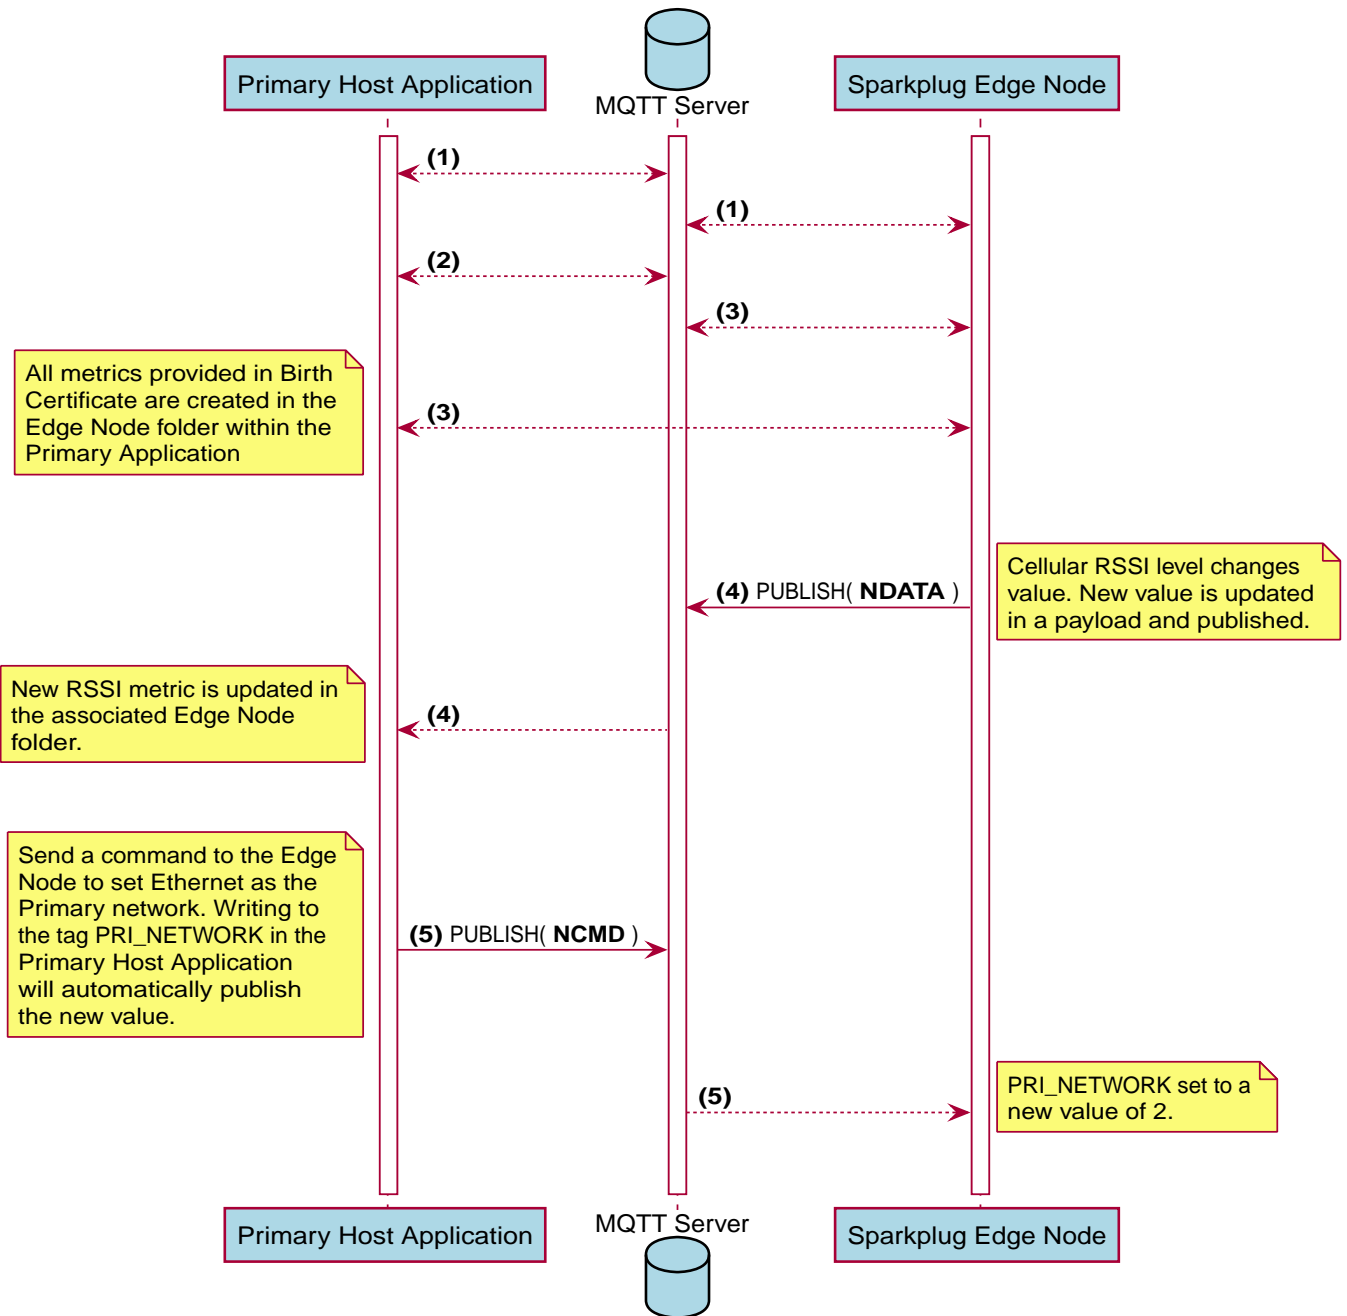 Primary Host Application
MQTT Server
Sparkplug Edge Node
(1)
(1)
(2)
(3)
All metrics provided in Birth
Certificate are created in the
Edge Node folder within the
Primary Application
(3)
Cellular RSSI level changes
value. New value is updated
in a payload and published.
(4) PUBLISH( NDATA )
New RSSI metric is updated in
the associated Edge Node
folder.
(4)
Send a command to the Edge
Node to set Ethernet as the
Primary network. Writing to
the tag PRI_NETWORK in the
Primary Host Application
will automatically publish
the new value.
(5) PUBLISH( NCMD )
(5)
PRI_NETWORK set to a
new value of 2.
Primary Host Application
MQTT Server
Sparkplug Edge Node